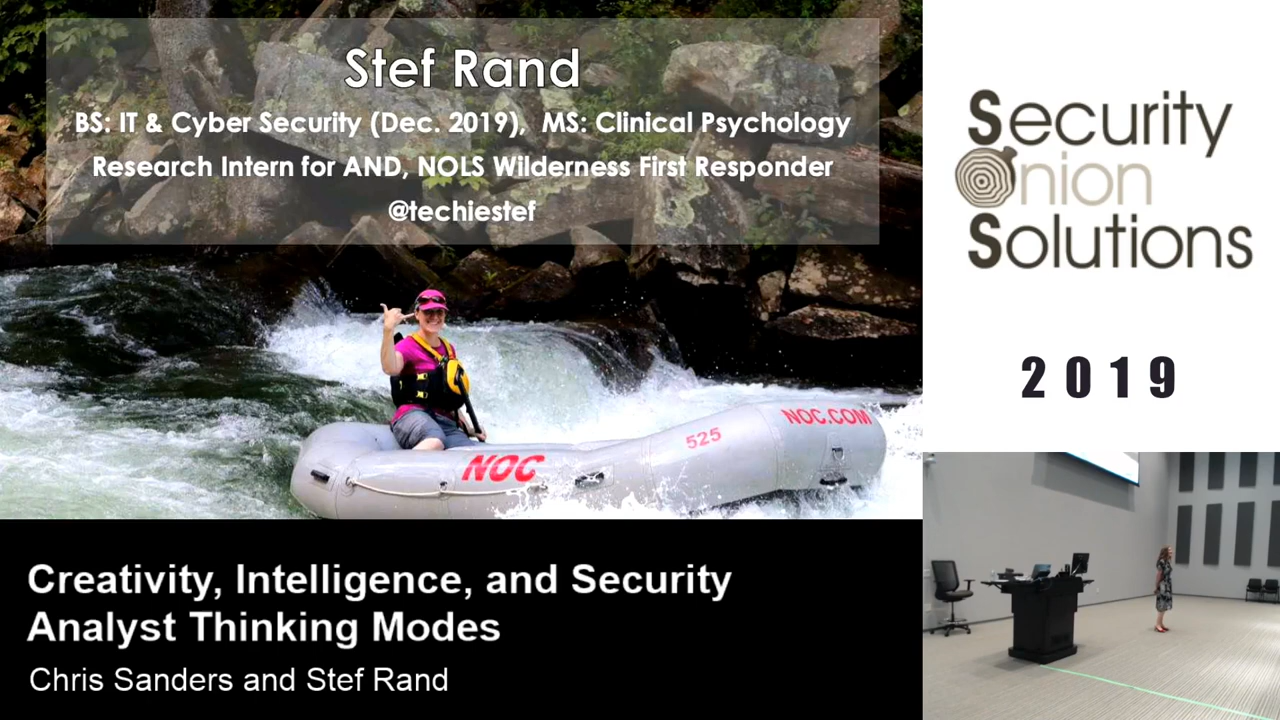 Stef Rand
BS: IT & Cyber Security (Dec. 2019), MS: Clinical Psychology
Research Intern for AND, NOLS Wilderness First Responder
@techiestef
NOC
525
NOC.COM
Creativity, Intelligence, and Security
Analyst Thinking Modes
Chris Sanders and Stef Rand
Security
Onion
Solutions
2019